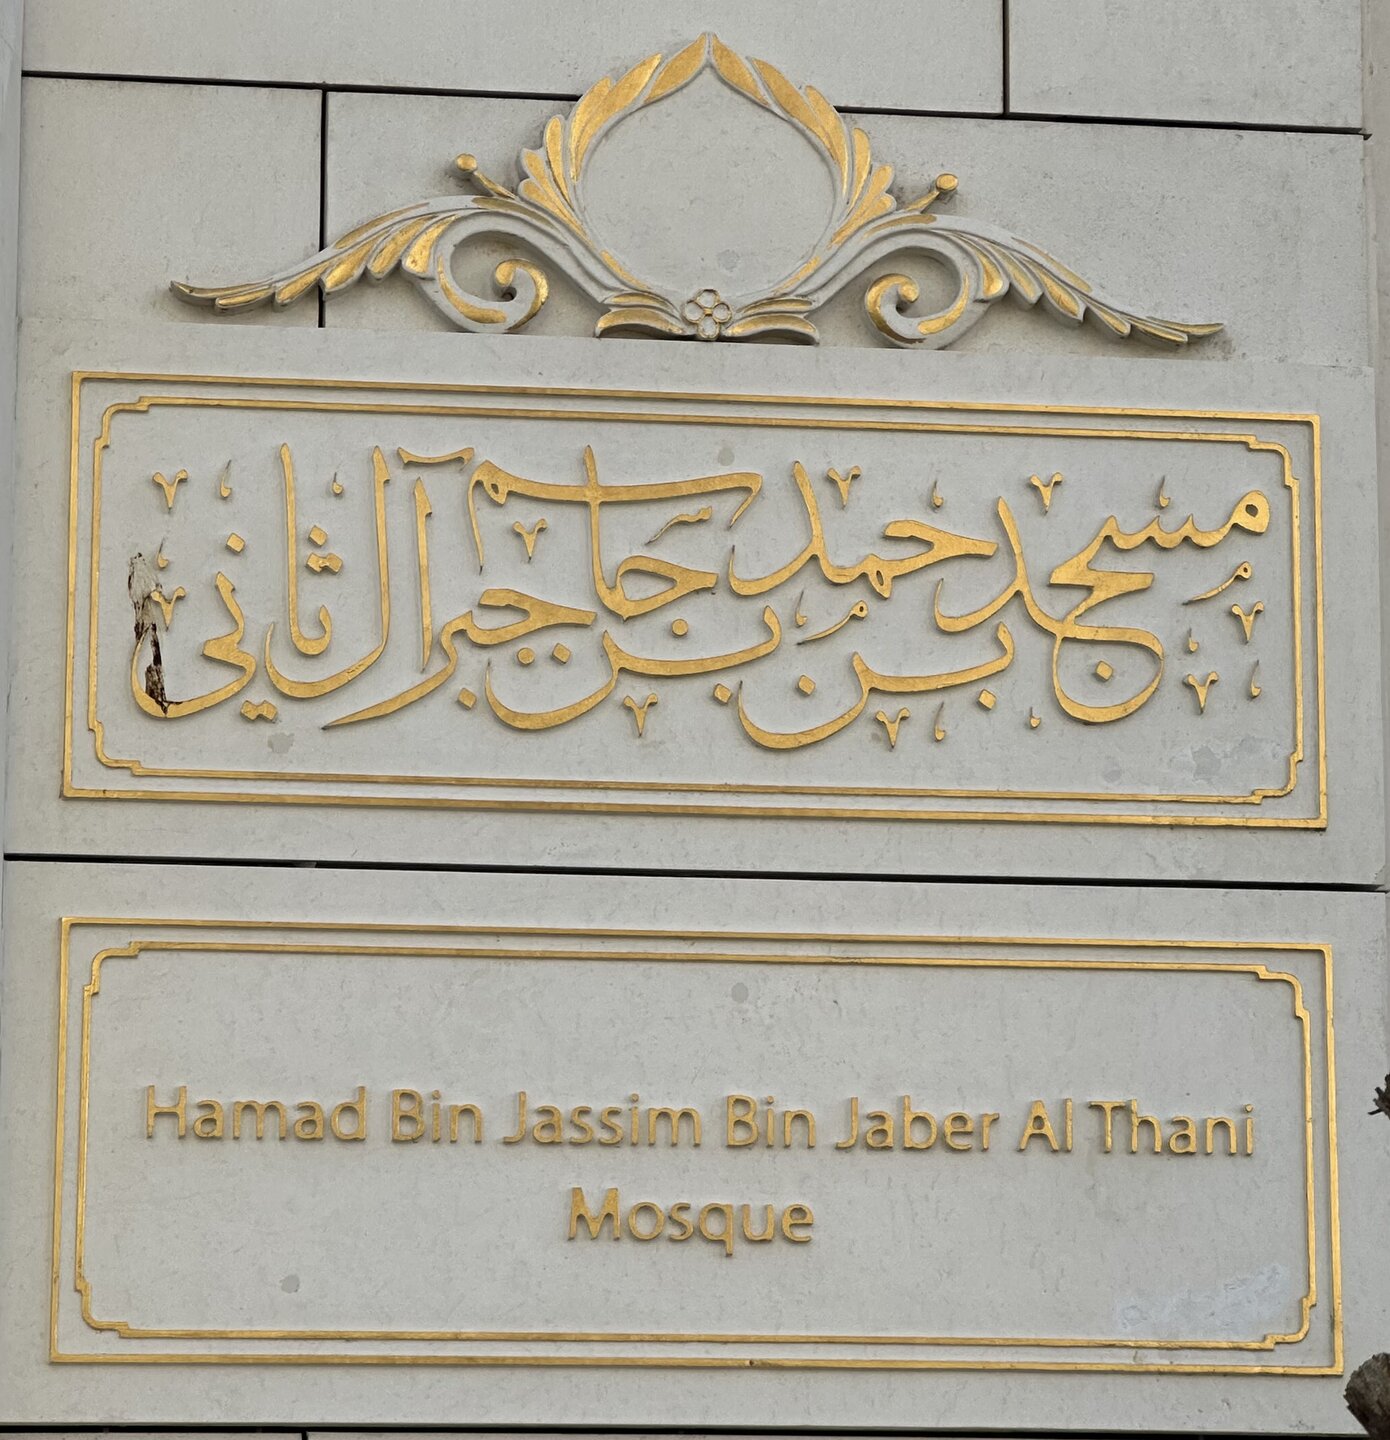 مسجد حمد بن جاسم بن جبر آل ثاني
Hamad Bin Jassim Bin Jaber Al Thani
Mosque